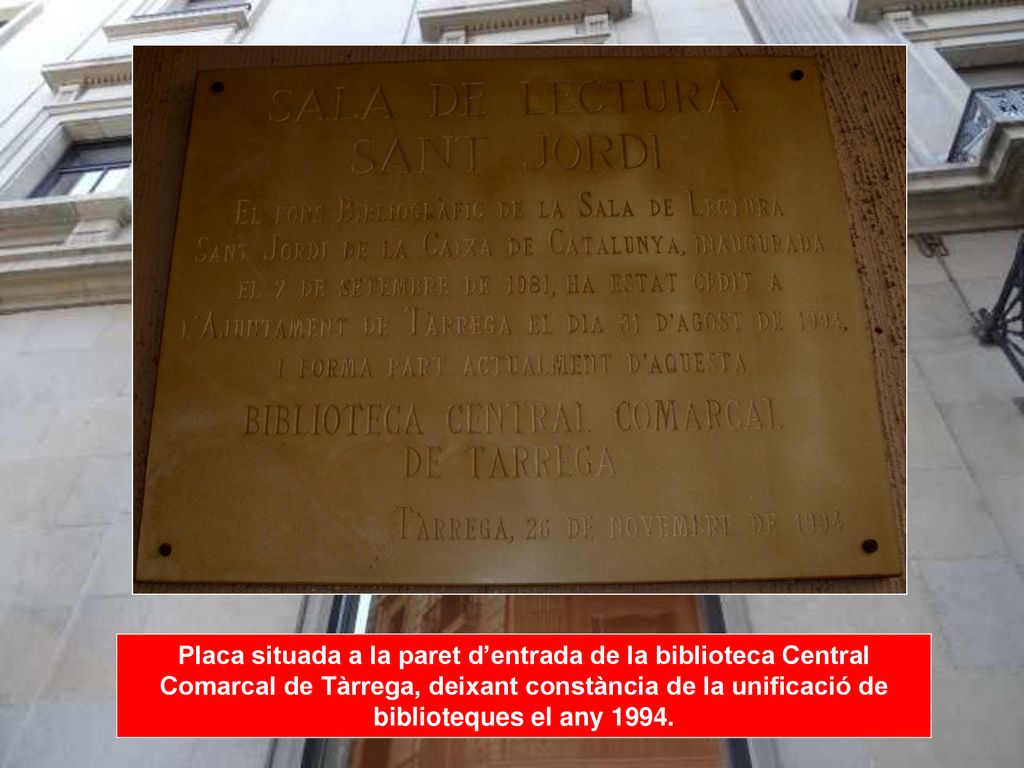 SALA DE LECTURA
SANT JORDI
EL FONS BIBLIOGRÀFIC DE LA SALA DE LECTURA
SANT JORDI DE LA CAIXA DE CATALUNYA, INAUGURADA
EL 7 DE SETEMBRE DE 1981, HA ESTAT CEDIT A
L'AJUNTAMENT DE TÀRREGA EL DIA 31 D'AGOST DE 1994,
I FORMA PART ACTUALMENT D'AQUESTA
BIBLIOTECA CENTRAL COMARCAL
DE TARREGA
TÀRREGA, 26 DE NOVEMBRE DE 1994
Placa situada a la paret d’entrada de la biblioteca Central
Comarcal de Tàrrega, deixant constància de la unificació de
biblioteques el any 1994.